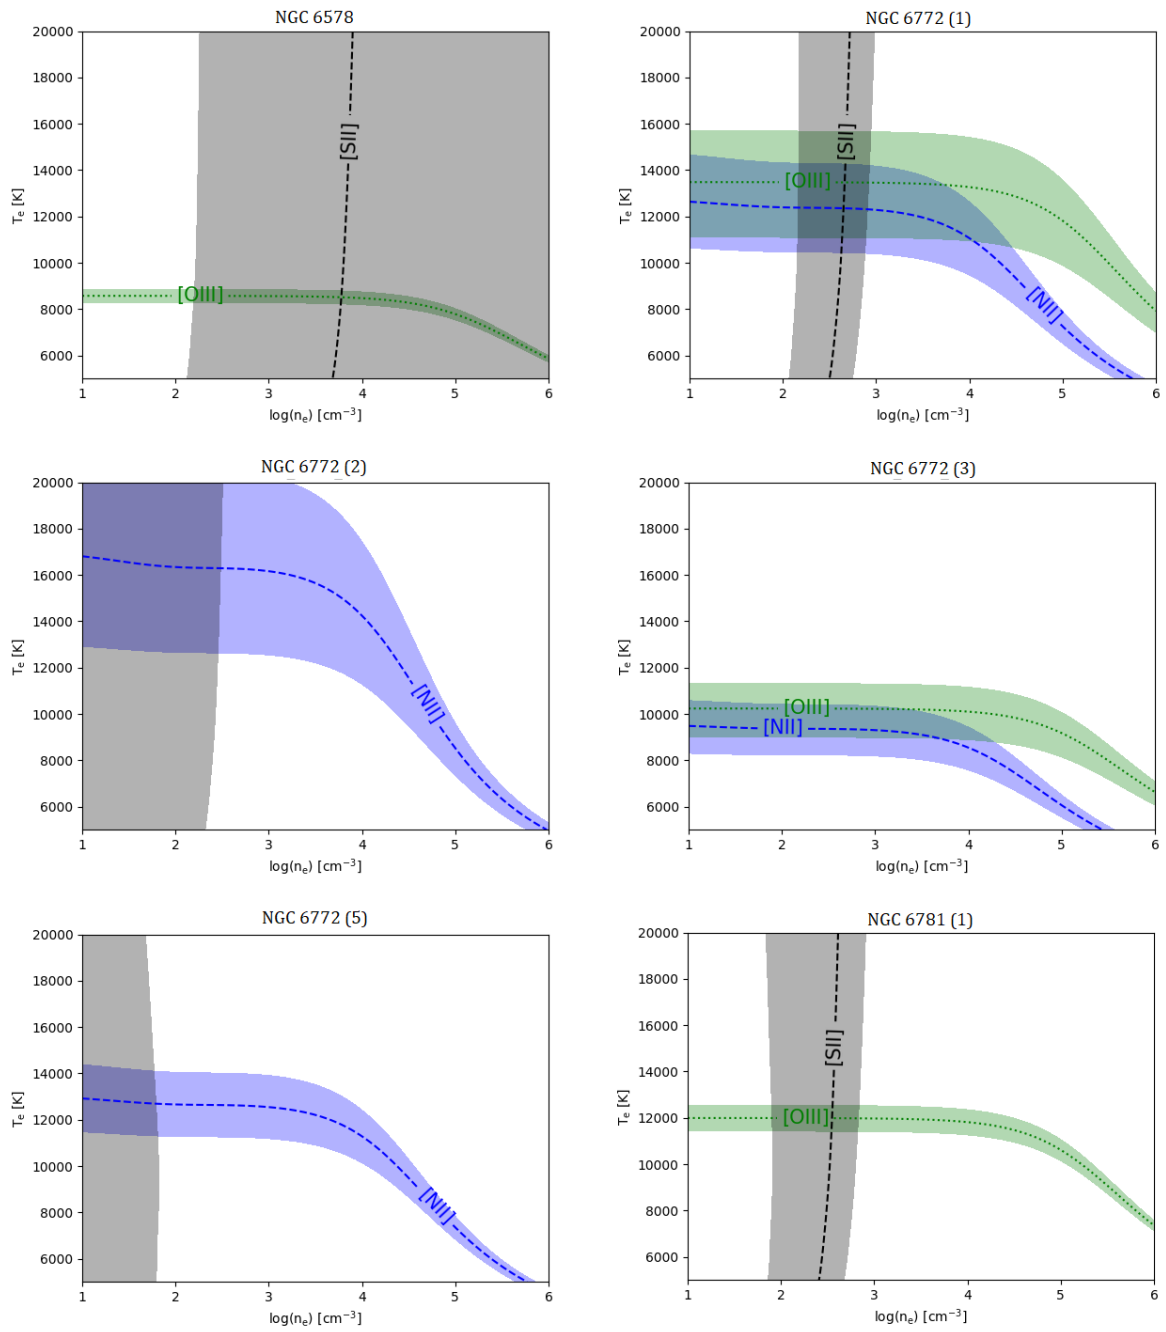 NGC 6578
20000
18000
16000
14000
12000
10000
8000
6000
Te [K]
[SII]
[OIII]
1 2 3 4 5 6
log(ne) [cm−3]
NGC 6772 (1)
20000
18000
16000
14000
12000
10000
8000
6000
Te [K]
[SII]
[OIII]
[NII]
1 2 3 4 5 6
log(ne) [cm−3]
NGC 6772 (2)
20000
18000
16000
14000
12000
10000
8000
6000
Te [K]
[NII]
1 2 3 4 5 6
log(ne) [cm−3]
NGC 6772 (3)
20000
18000
16000
14000
12000
10000
8000
6000
Te [K]
[OIII]
[NII]
1 2 3 4 5 6
log(ne) [cm−3]
NGC 6772 (5)
20000
18000
16000
14000
12000
10000
8000
6000
Te [K]
[NII]
1 2 3 4 5 6
log(ne) [cm−3]
NGC 6781 (1)
20000
18000
16000
14000
12000
10000
8000
6000
Te [K]
[SII]
[OIII]
1 2 3 4 5 6
log(ne) [cm−3]